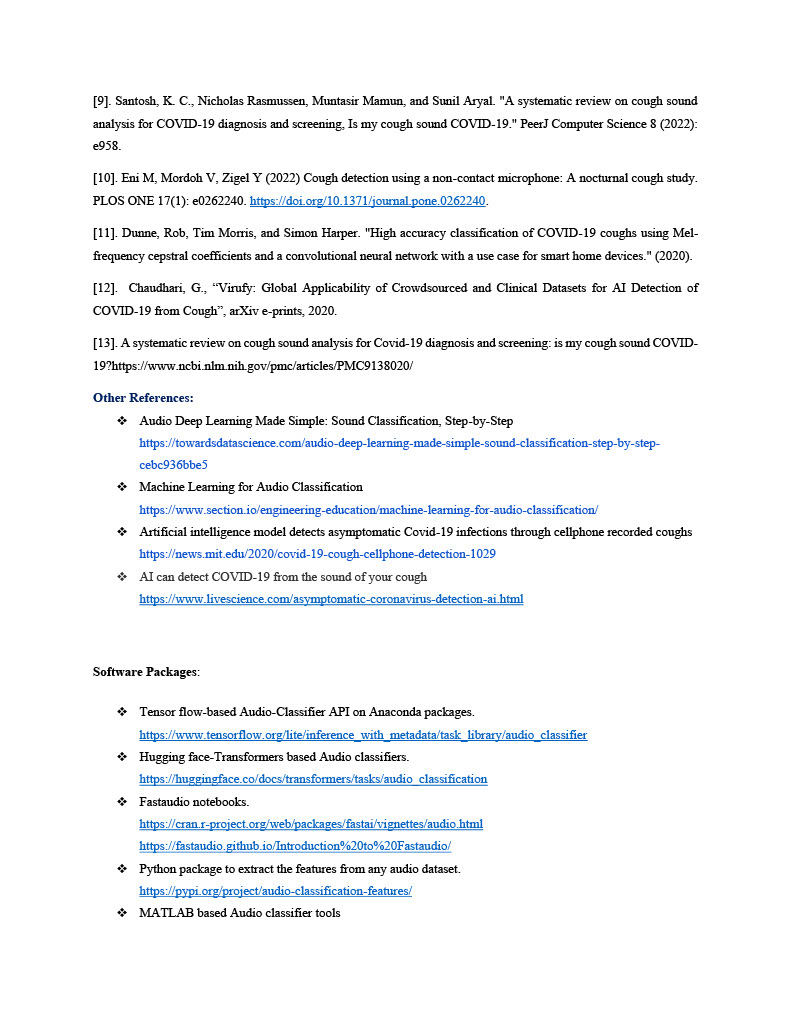 [9]. Santosh, K. C., Nicholas Rasmussen, Muntasir Mamun, and Sunil Aryal. "A systematic review on cough sound
analysis for COVID-19 diagnosis and screening, Is my cough sound COVID-19." PeerJ Computer Science 8 (2022):
e958.
[10]. Eni M, Mordoh V, Zigel Y (2022) Cough detection using a non-contact microphone: A nocturnal cough study.
PLOS ONE 17(1): e0262240. https://doi.org/10.1371/journal.pone.0262240.
[11]. Dunne, Rob, Tim Morris, and Simon Harper. "High accuracy classification of COVID-19 coughs using Mel-
frequency cepstral coefficients and a convolutional neural network with a use case for smart home devices." (2020).
[12]. Chaudhari, G., “Virufy: Global Applicability of Crowdsourced and Clinical Datasets for AI Detection of
COVID-19 from Cough”, arXiv e-prints, 2020.
[13]. A systematic review on cough sound analysis for Covid-19 diagnosis and screening: is my cough sound COVID-
19?https://www.ncbi.nlm.nih.gov/pmc/articles/PMC9138020/
Other References:
❖ Audio Deep Learning Made Simple: Sound Classification, Step-by-Step
https://towardsdatascience.com/audio-deep-learning-made-simple-sound-classification-step-by-step-
cebc936bbe5
❖ Machine Learning for Audio Classification
https://www.section.io/engineering-education/machine-learning-for-audio-classification/
❖ Artificial intelligence model detects asymptomatic Covid-19 infections through cellphone recorded coughs
https://news.mit.edu/2020/covid-19-cough-cellphone-detection-1029
❖ AI can detect COVID-19 from the sound of your cough
https://www.livescience.com/asymptomatic-coronavirus-detection-ai.html
Software Packages:
❖ Tensor flow-based Audio-Classifier API on Anaconda packages.
https://www.tensorflow.org/lite/inference_with_metadata/task_library/audio_classifier
❖ Hugging face-Transformers based Audio classifiers.
https://huggingface.co/docs/transformers/tasks/audio_classification
❖ Fastaudio notebooks.
https://cran.r-project.org/web/packages/fastai/vignettes/audio.html
https://fastaudio.github.io/Introduction%20to%20Fastaudio/
❖ Python package to extract the features from any audio dataset.
https://pypi.org/project/audio-classification-features/
❖ MATLAB based Audio classifier tools